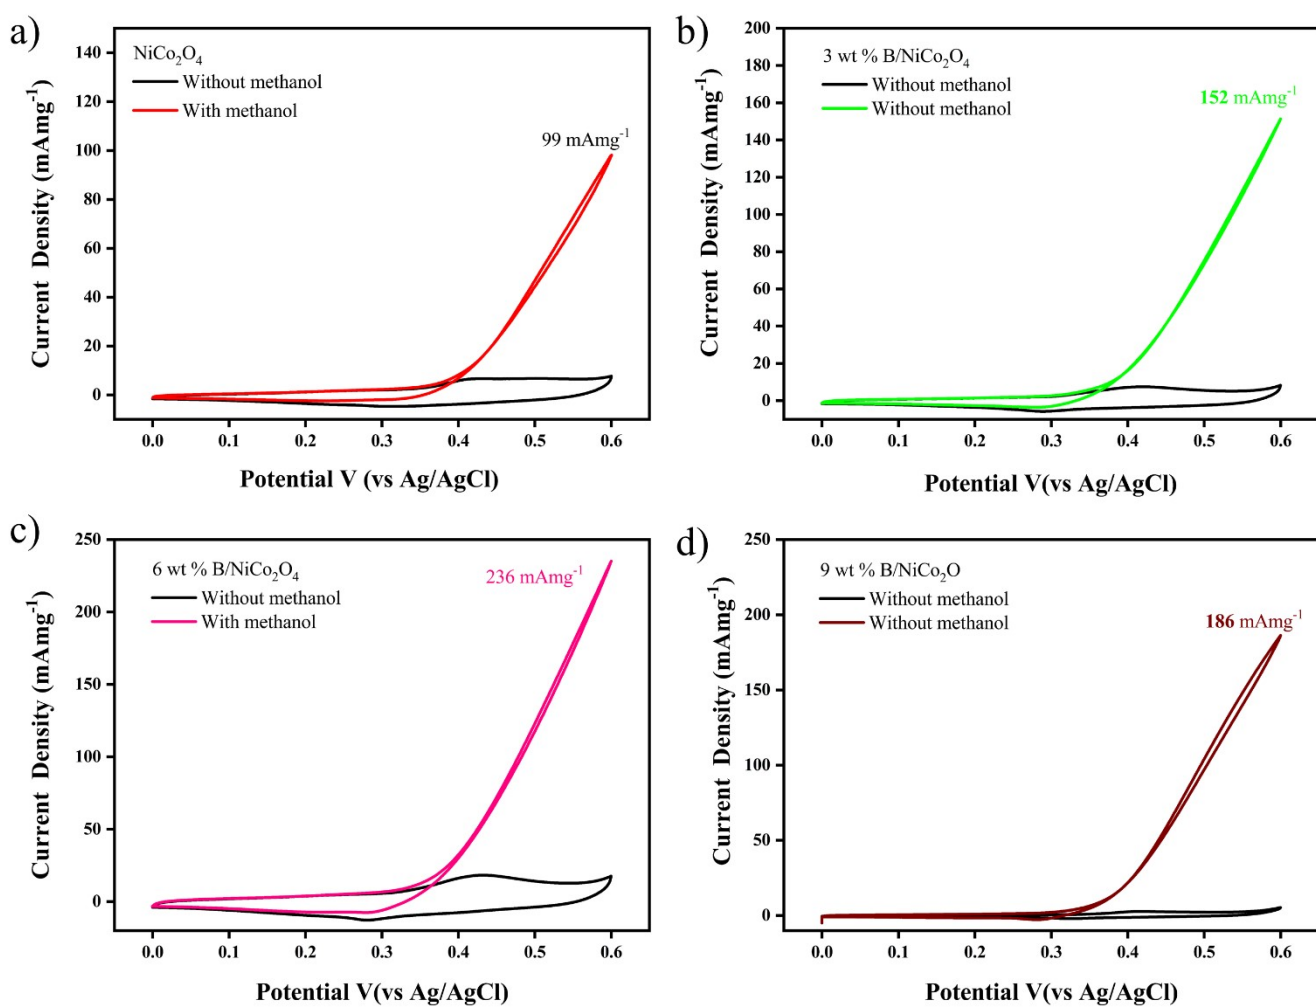 a)
NiCo₂O₄
Without methanol
With methanol
99 mAmg⁻¹
140
120
100
80
60
40
20
0
Current Density (mAmg⁻¹)
0.0 0.1 0.2 0.3 0.4 0.5 0.6
Potential V (vs Ag/AgCl)
b)
3 wt % B/NiCo₂O₄
Without methanol
Without methanol
152 mAmg⁻¹
200
180
160
140
120
100
80
60
40
20
0
Current Density (mAmg⁻¹)
0.0 0.1 0.2 0.3 0.4 0.5 0.6
Potential V(vs Ag/AgCl)
c)
6 wt % B/NiCo₂O₄
Without methanol
With methanol
236 mAmg⁻¹
250
200
150
100
50
0
Current Density (mAmg⁻¹)
0.0 0.1 0.2 0.3 0.4 0.5 0.6
Potential V(vs Ag/AgCl)
d)
9 wt % B/NiCo₂O
Without methanol
Without methanol
186 mAmg⁻¹
250
200
150
100
50
0
Current Density (mAmg⁻¹)
0.0 0.1 0.2 0.3 0.4 0.5 0.6
Potential V(vs Ag/AgCl)